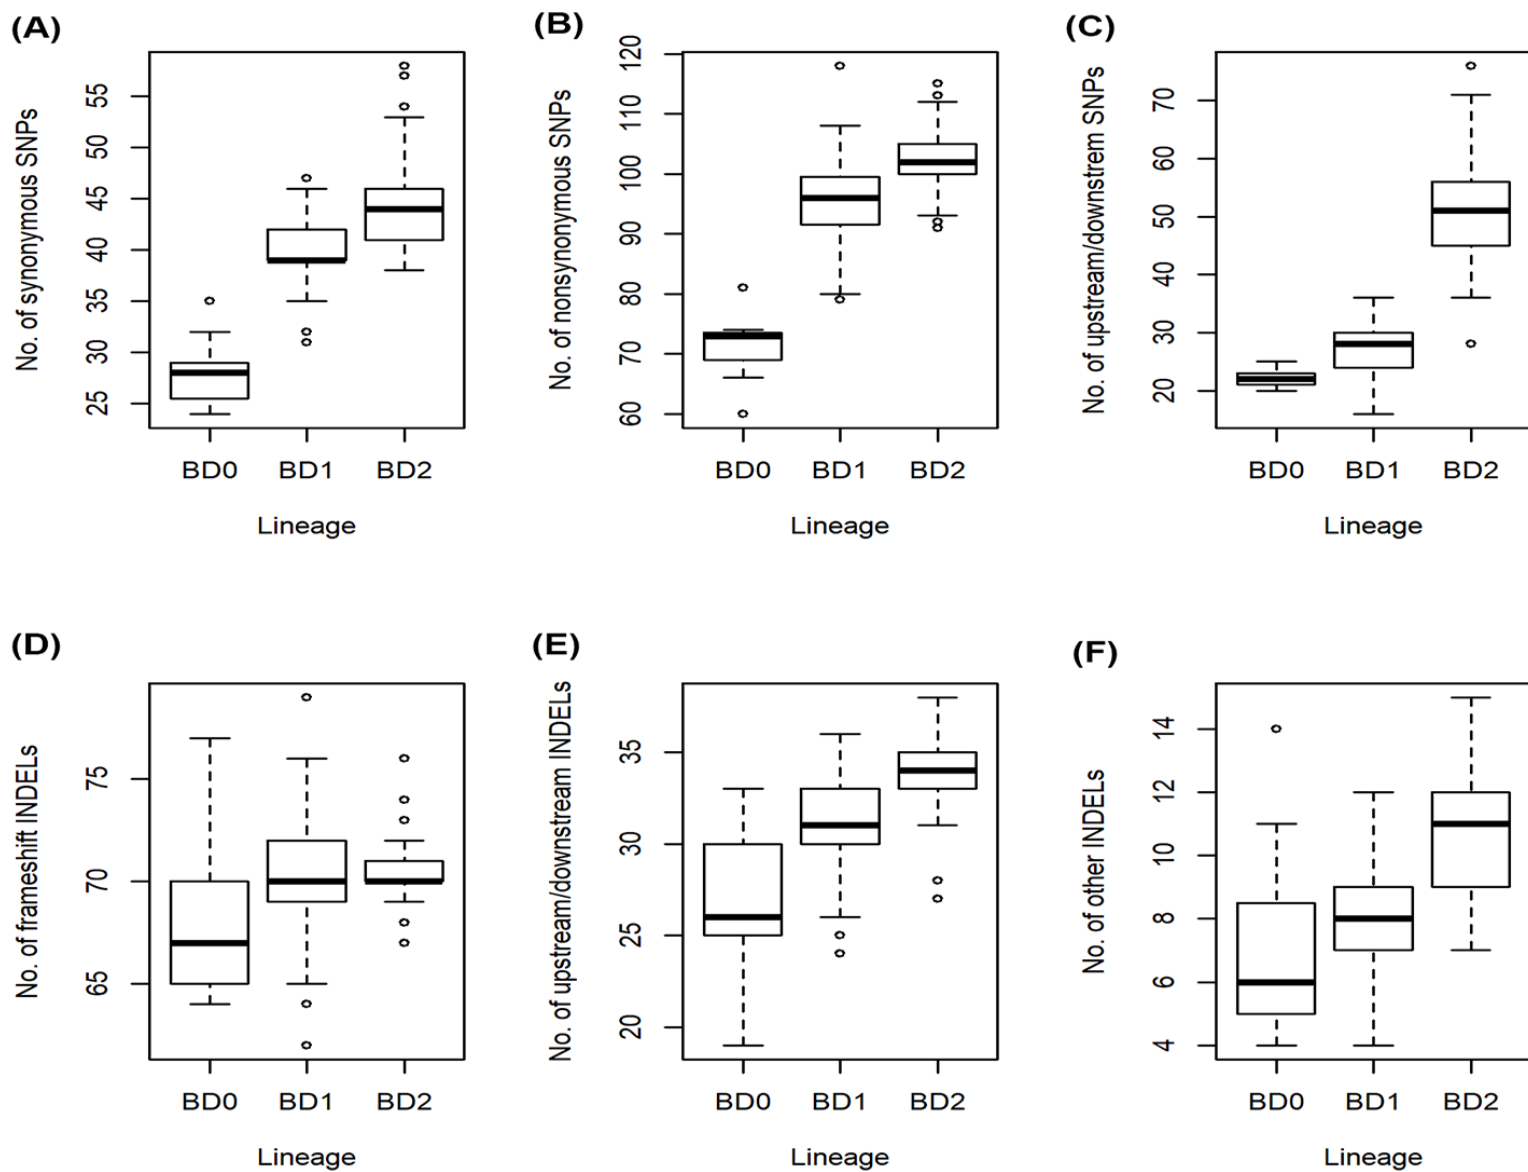 (A)
No. of synonymous SNPs
55
50
45
40
35
30
25
BD0 BD1 BD2
Lineage
(B)
No. of nonsynonymous SNPs
120
110
100
90
80
70
60
BD0 BD1 BD2
Lineage
(C)
No. of upstream/downstrem SNPs
70
60
50
40
30
20
BD0 BD1 BD2
Lineage
(D)
No. of frameshift INDELs
75
70
65
BD0 BD1 BD2
Lineage
(E)
No. of upstream/downstream INDELs
35
30
25
20
BD0 BD1 BD2
Lineage
(F)
No. of other INDELs
14
12
10
8
6
4
BD0 BD1 BD2
Lineage